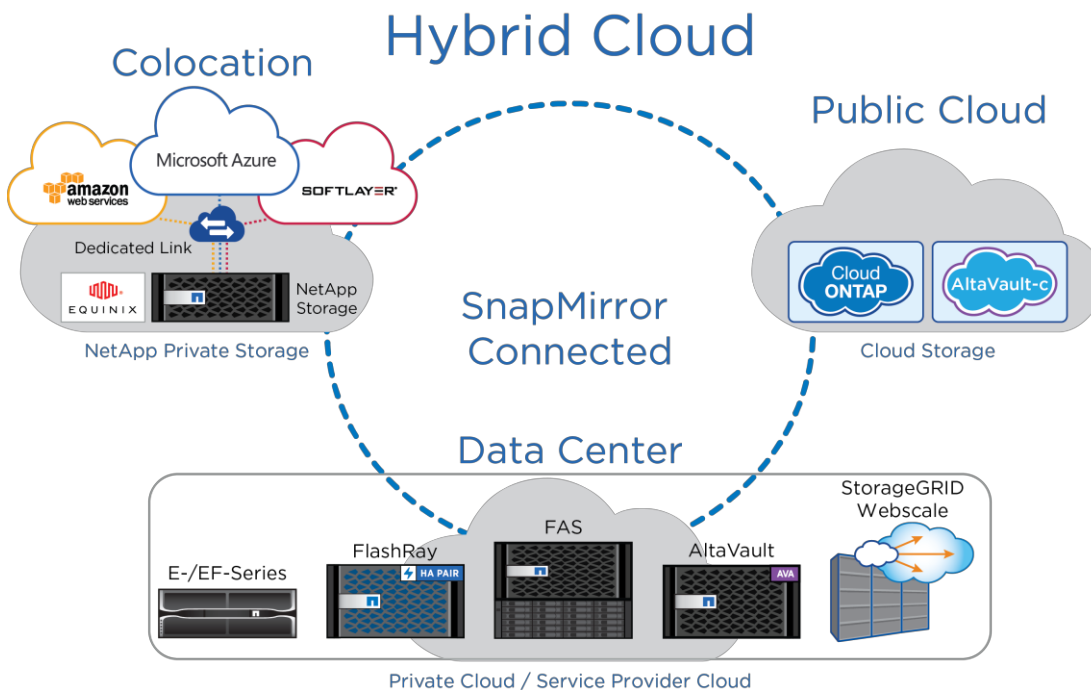 Hybrid Cloud
Colocation
Microsoft Azure
amazon
web services
SOFTLAYER®
Dedicated Link
EQUINIX
NetApp
Storage
NetApp Private Storage
Public Cloud
Cloud
ONTAP
AltaVault-c
Cloud Storage
SnapMirror
Connected
Data Center
E-/EF-Series
FlashRay
HA PAIR
FAS
AltaVault
AVA
StorageGRID
Webscale
Private Cloud / Service Provider Cloud